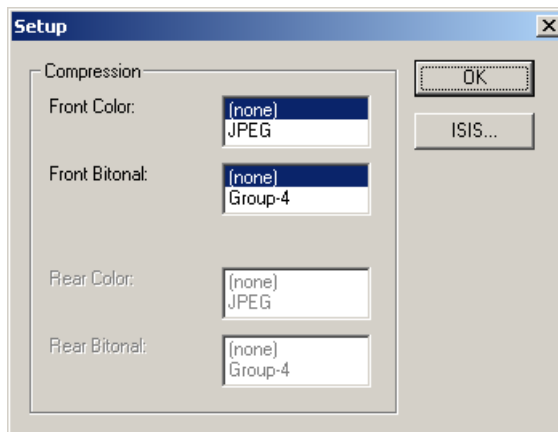 Setup
Compression
Front Color:
(none)
JPEG
Front Bitonal:
(none)
Group-4
Rear Color:
(none)
JPEG
Rear Bitonal:
(none)
Group-4
OK
ISIS...